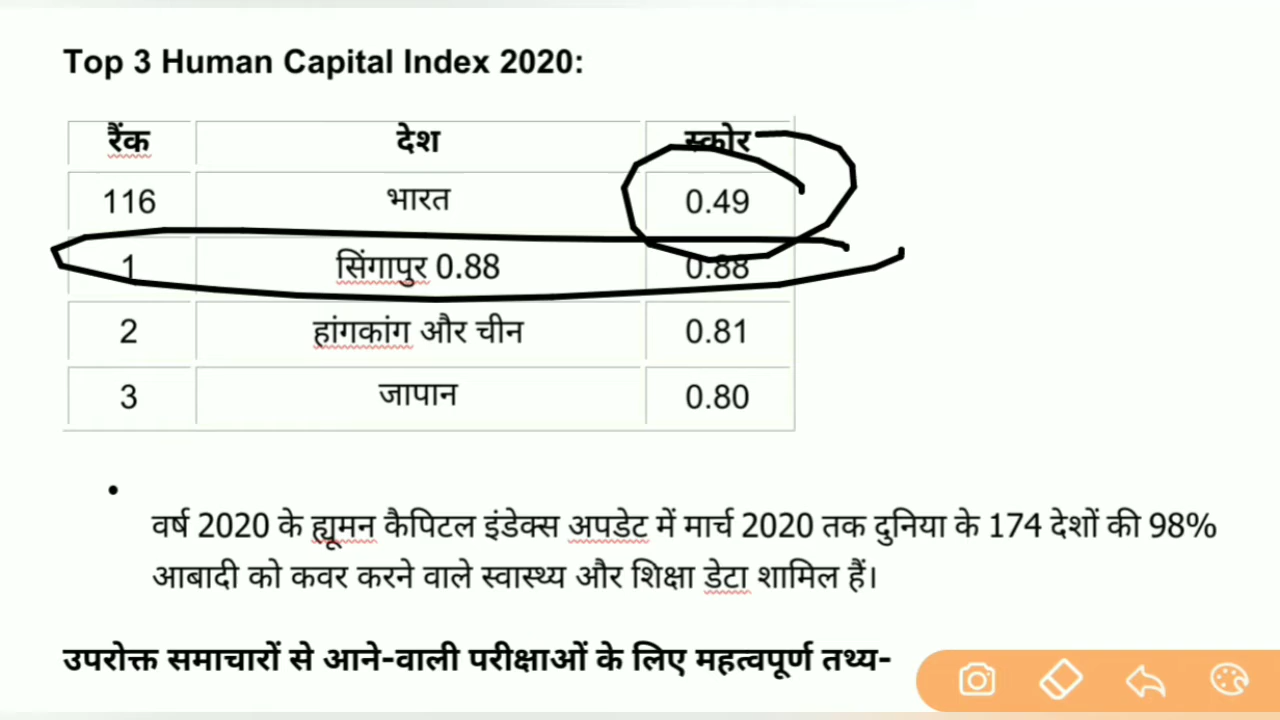 Top 3 Human Capital Index 2020:
रैंक देश स्कोर
116 भारत 0.49
1 सिंगापुर 0.88 0.88
2 हांगकांग और चीन 0.81
3 जापान 0.80
वर्ष 2020 के ह्यूमन कैपिटल इंडेक्स अपडेट में मार्च 2020 तक दुनिया के 174 देशों की 98%
आबादी को कवर करने वाले स्वास्थ्य और शिक्षा डेटा शामिल हैं।
उपरोक्त समाचारों से आने-वाली परीक्षाओं के लिए महत्वपूर्ण तथ्य-